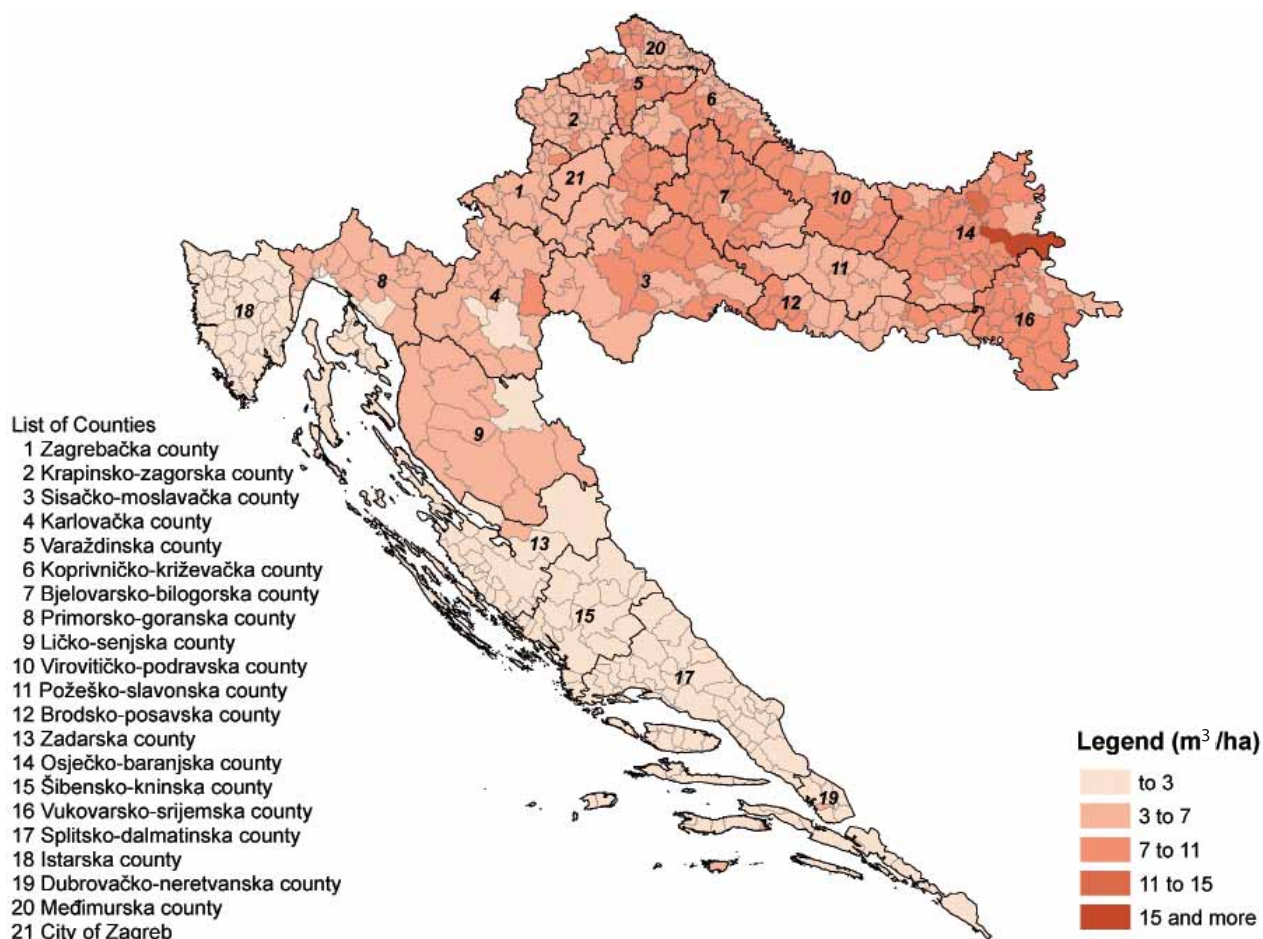 20
5
6
2
21
1
7
10
14
11
3
8
4
12
16
18
9
13
15
17
19
List of Counties
1 Zagrebačka county
2 Krapinsko-zagorska county
3 Sisačko-moslavačka county
4 Karlovačka county
5 Varaždinska county
6 Koprivničko-križevačka county
7 Bjelovarsko-bilogorska county
8 Primorsko-goranska county
9 Ličko-senjska county
10 Virovitičko-podravska county
11 Požeško-slavonska county
12 Brodsko-posavska county
13 Zadarska county
14 Osječko-baranjska county
15 Šibensko-kninska county
16 Vukovarsko-srijemska county
17 Splitsko-dalmatinska county
18 Istarska county
19 Dubrovačko-neretvanska county
20 Međimurska county
21 City of Zagreb
Legend (m³ /ha)
to 3
3 to 7
7 to 11
11 to 15
15 and more